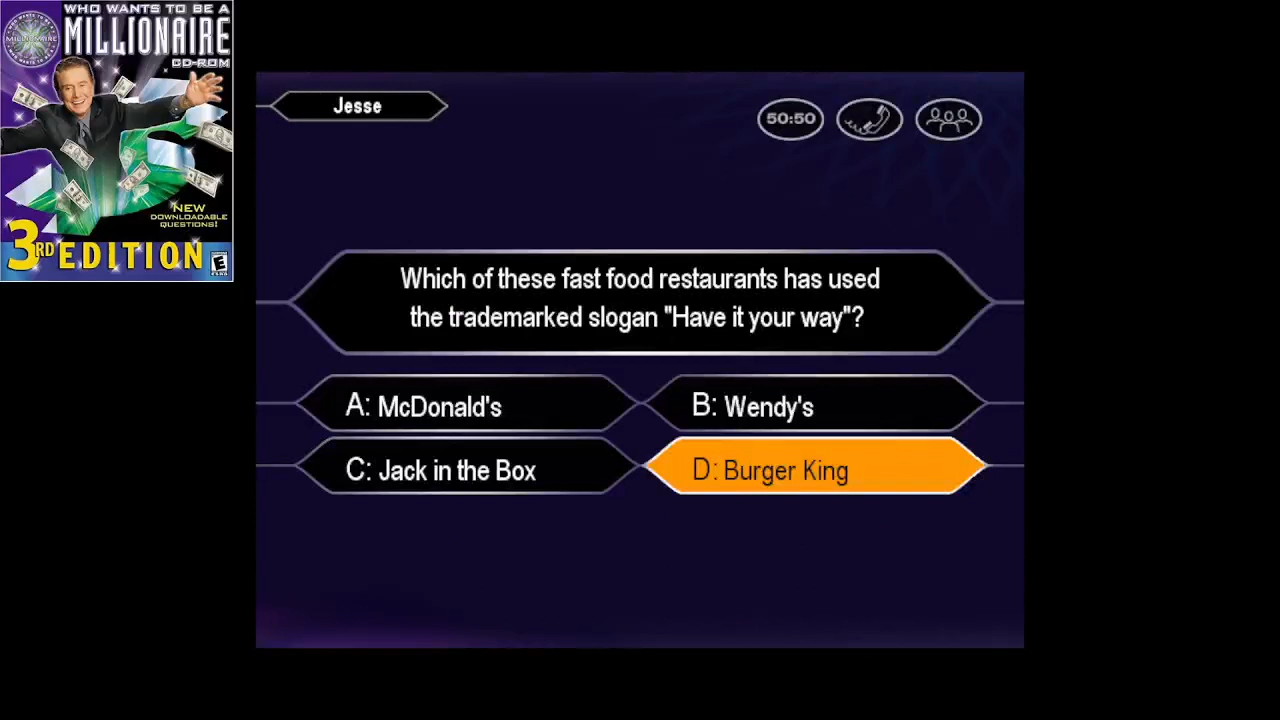 WHO WANTS TO BE A
MILLIONAIRE
CD-ROM
MILLIONAIRE
NEW
DOWNLOADABLE
QUESTIONS!
3RD EDITION
E
Jesse
50:50
Which of these fast food restaurants has used
the trademarked slogan "Have it your way"?
A: McDonald's
B: Wendy's
C: Jack in the Box
D: Burger King